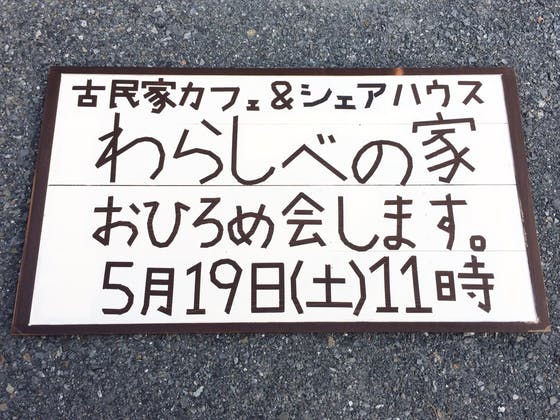 古民家カフェ&シェアハウス
わらしべの家
おひろめ会します。
5月19日(土)11時